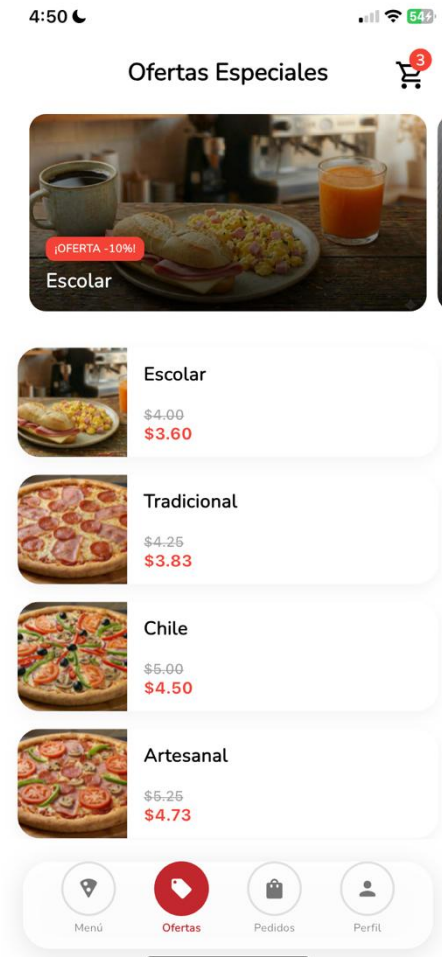 4:50
54
Ofertas Especiales
3
¡OFERTA -10%!
Escolar
Escolar
$4.00
$3.60
Tradicional
$4.25
$3.83
Chile
$5.00
$4.50
Artesanal
$5.25
$4.73
Menú
Ofertas
Pedidos
Perfil